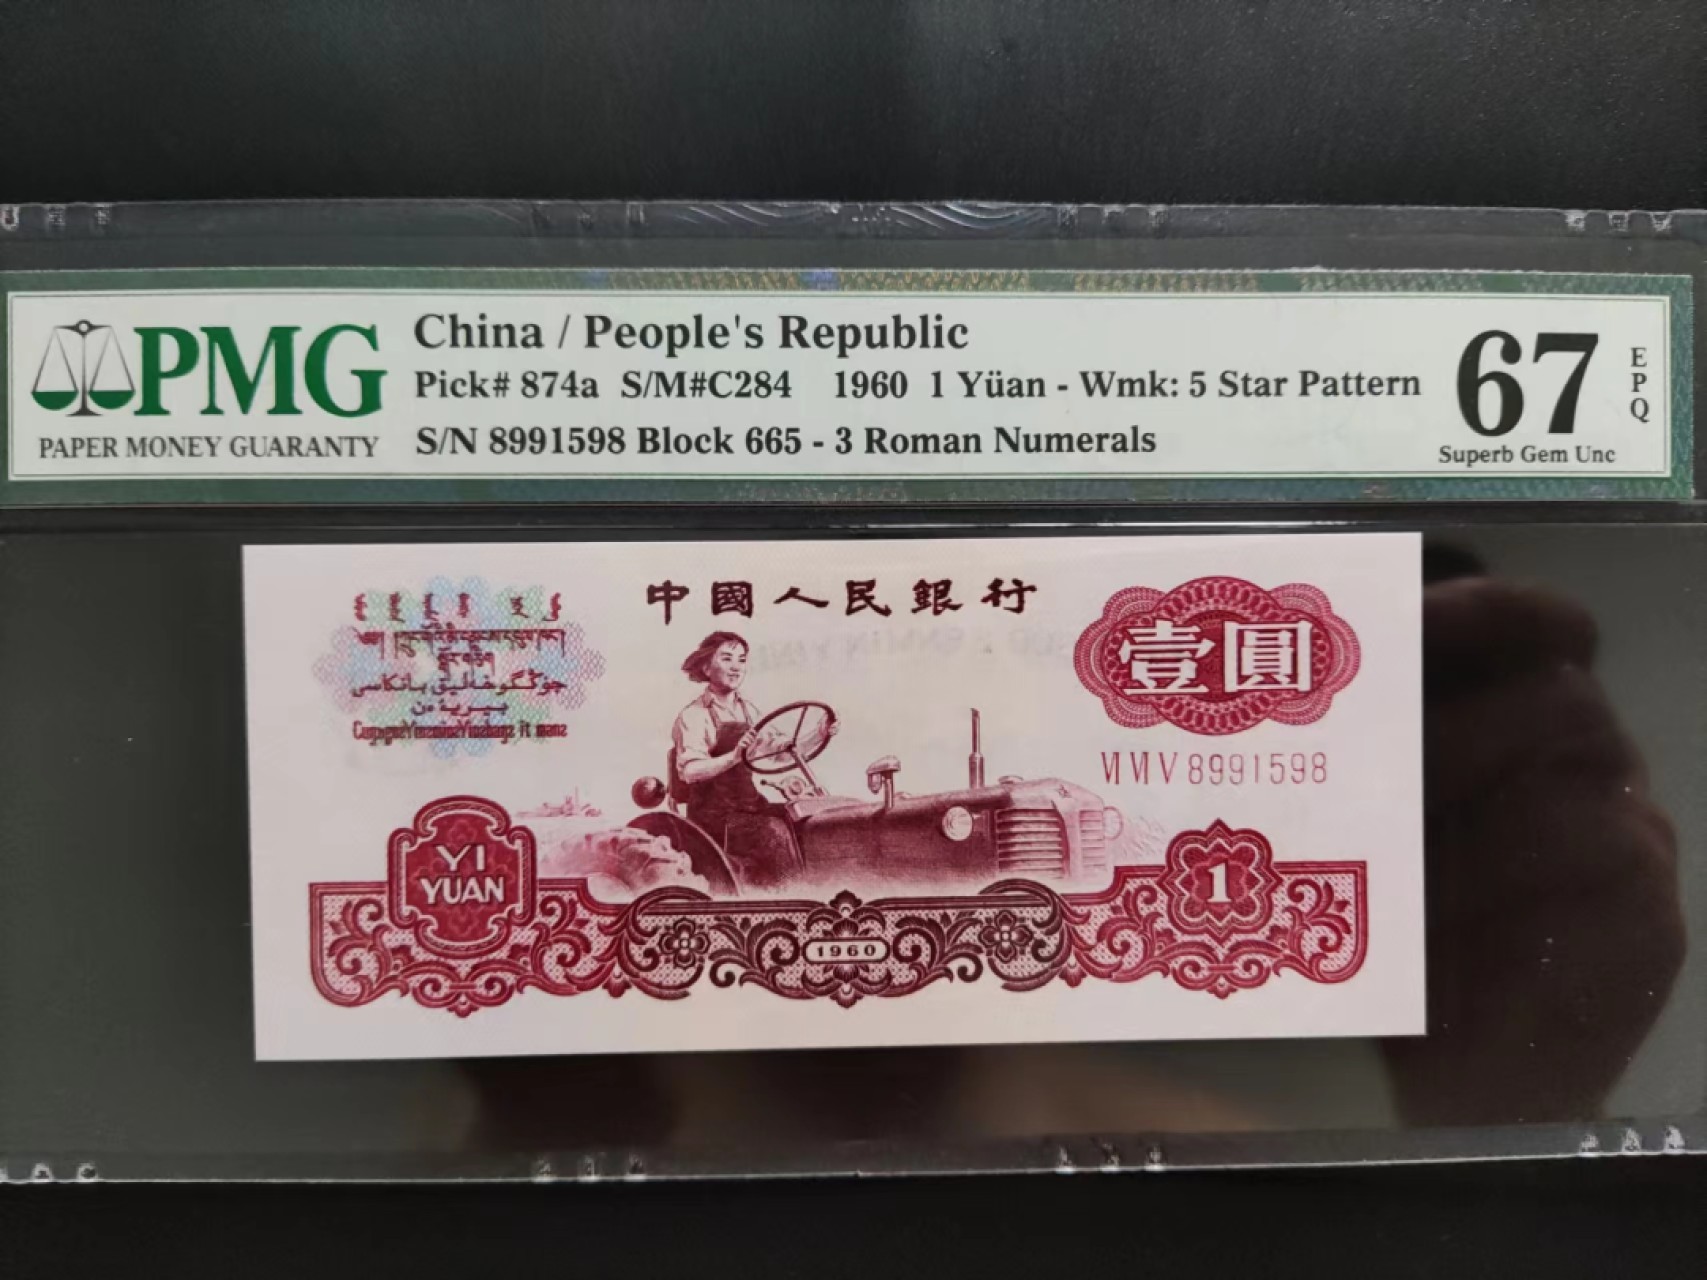 PMG
PAPER MONEY GUARANTY
China / People's Republic
Pick# 874a S/M#C284 1960 1 Yüan - Wmk: 5 Star Pattern
S/N 8991598 Block 665 - 3 Roman Numerals
67
EPQ
Superb Gem Unc
中國人民銀行
壹圓
VI VI V 8991598
YI
YUAN
1960
1